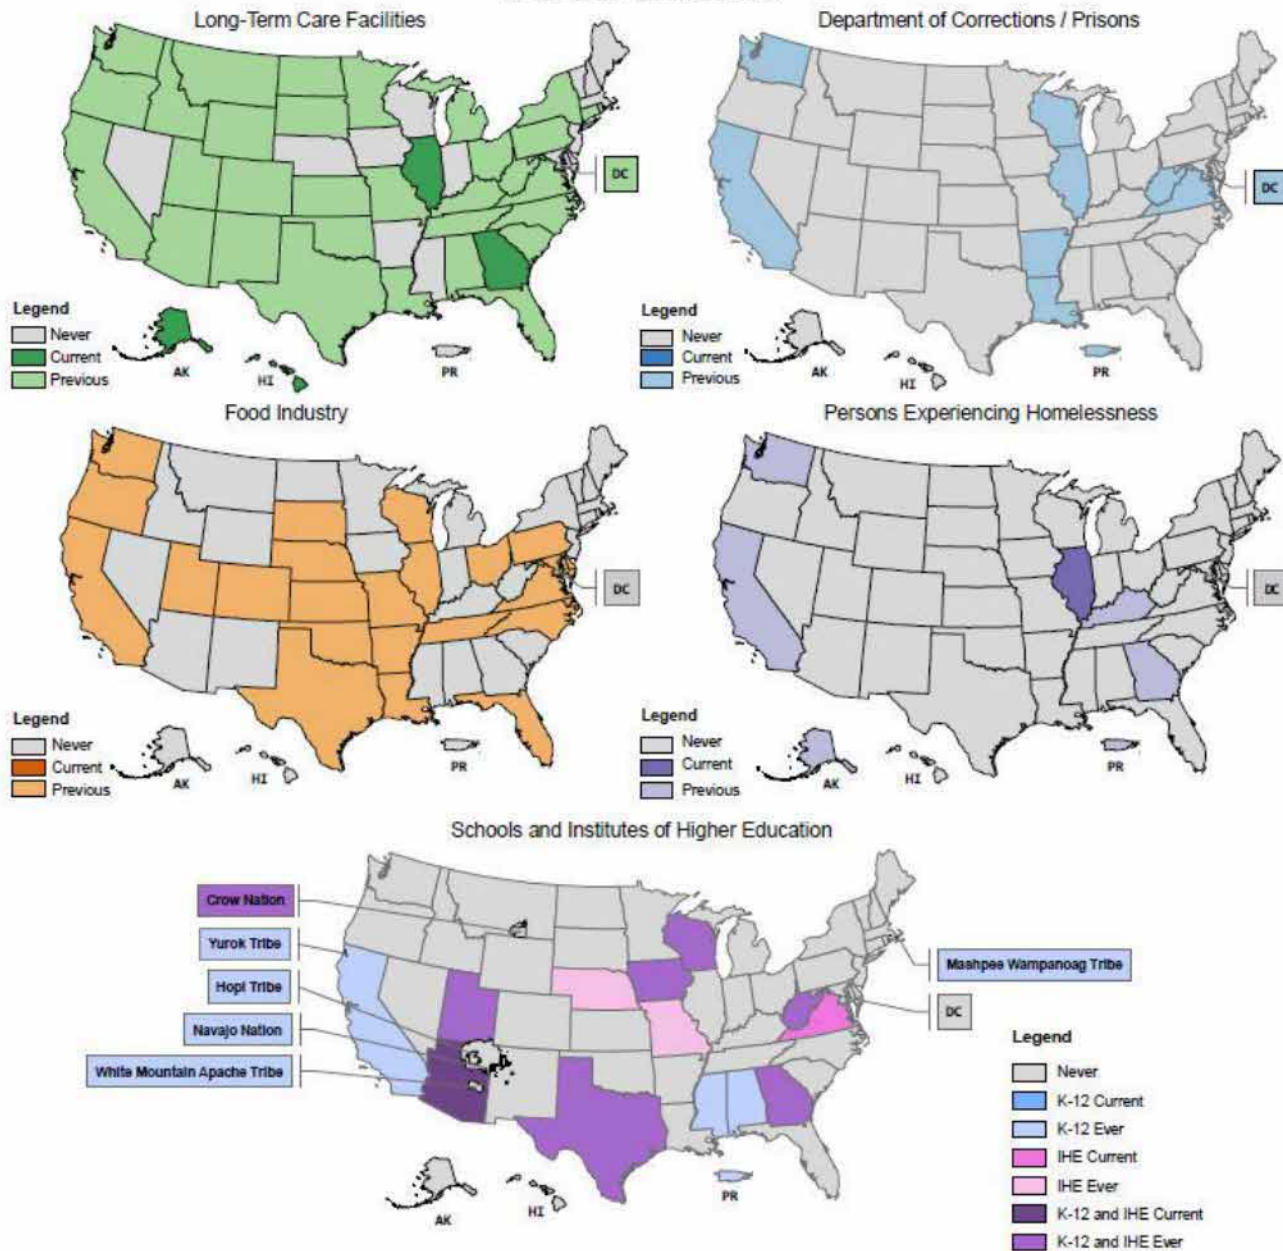 Long-Term Care Facilities
DC
Legend
Never
Current
Previous
AK
HI
PR
Department of Corrections / Prisons
DC
Legend
Never
Current
Previous
AK
HI
PR
Food Industry
DC
Legend
Never
Current
Previous
AK
HI
PR
Persons Experiencing Homelessness
DC
Legend
Never
Current
Previous
AK
HI
PR
Schools and Institutes of Higher Education
Crow Nation
Yurok Tribe
Hopi Tribe
Navajo Nation
White Mountain Apache Tribe
Mashpee Wampanoag Tribe
DC
AK
HI
PR
Legend
Never
K-12 Current
K-12 Ever
IHE Current
IHE Ever
K-12 and IHE Current
K-12 and IHE Ever